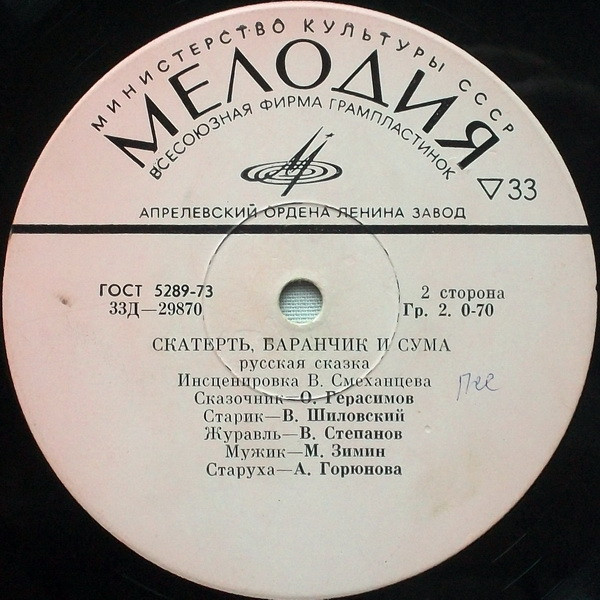 МИНИСТЕРСТВО КУЛЬТУРЫ СССР
МЕЛОДИЯ
ВСЕСОЮЗНАЯ ФИРМА ГРАМПЛАСТИНОК
33
АПРЕЛЕВСКИЙ ОРДЕНА ЛЕНИНА ЗАВОД
ГОСТ 5289-73
33Д—29870
2 сторона
Гр. 2. 0-70
СКАТЕРТЬ, БАРАНЧИК И СУМА
русская сказка
Инсценировка В. Смеханцева
Сказочник—О. Герасимов
Старик—В. Шиловский
Журавль—В. Степанов
Мужик—М. Зимин
Старуха—А. Горюнова